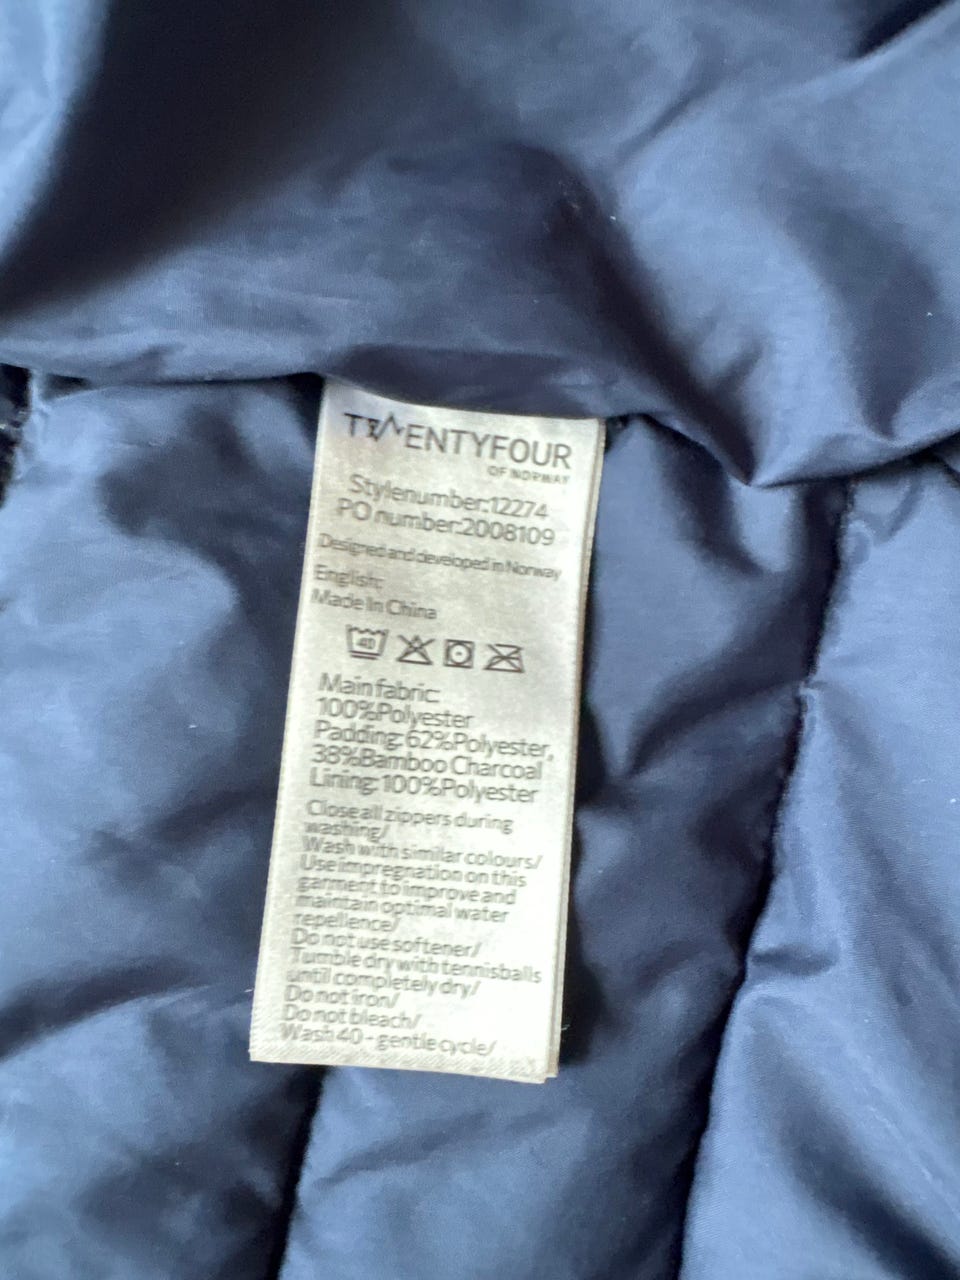 TWENTYFOUR
OF NORWAY
Stylenumber:12274
PO number:2008109
Designed and developed in Norway
English:
Made In China
40
Main fabric:
100%Polyester
Padding: 62%Polyester,
38%Bamboo Charcoal
Lining: 100%Polyester
Close all zippers during
washing/
Wash with similar colours/
Use impregnation on this
garment to improve and
maintain optimal water
repellence/
Do not use softener/
Tumble dry with tennisballs
until completely dry/
Do not iron/
Do not bleach/
Wash 40 - gentle cycle/